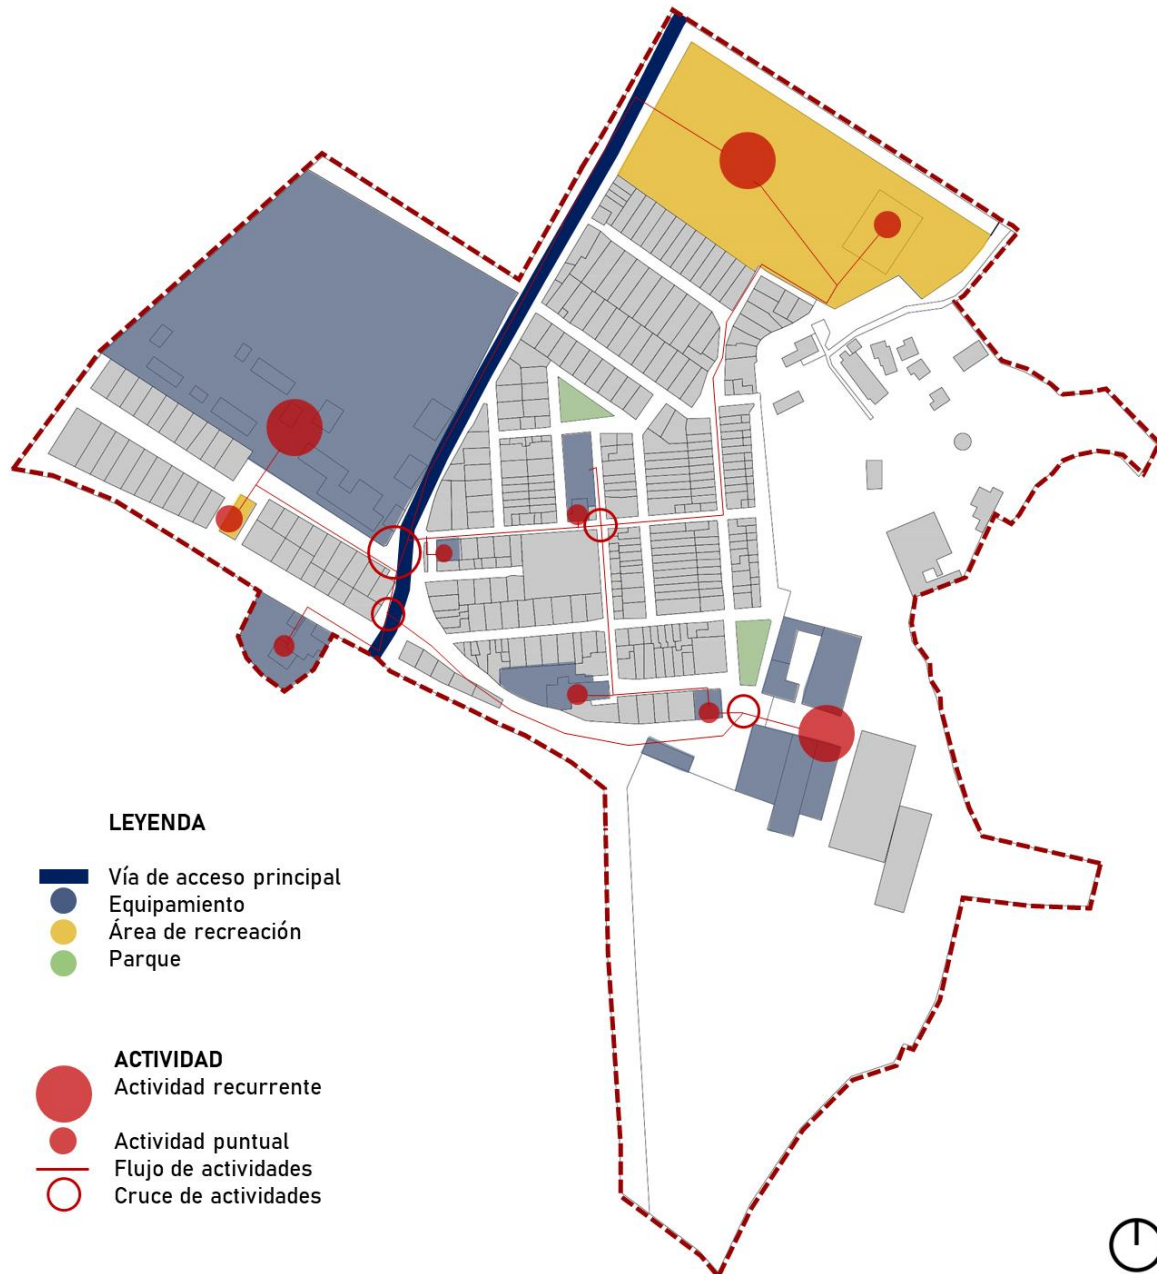 LEYENDA
Vía de acceso principal
Equipamiento
Área de recreación
Parque
ACTIVIDAD
Actividad recurrente
Actividad puntual
Flujo de actividades
Cruce de actividades